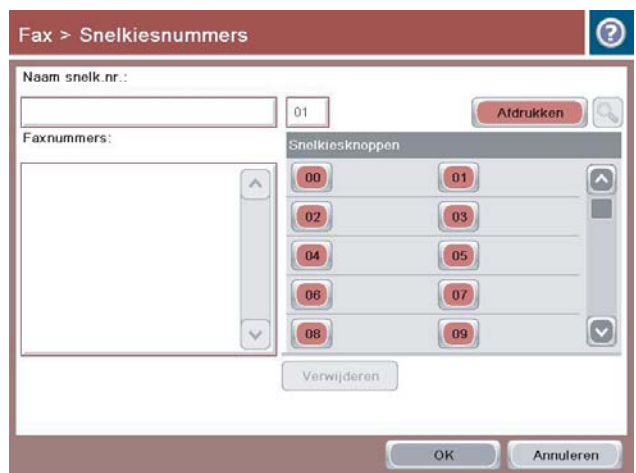 Fax > Snelkiesnummers
Naam snelk.nr.:
01
Afdrukken
Faxnummers:
Snelkiesknoppen
00 01
02 03
04 05
06 07
08 09
Verwijderen
OK Annuleren